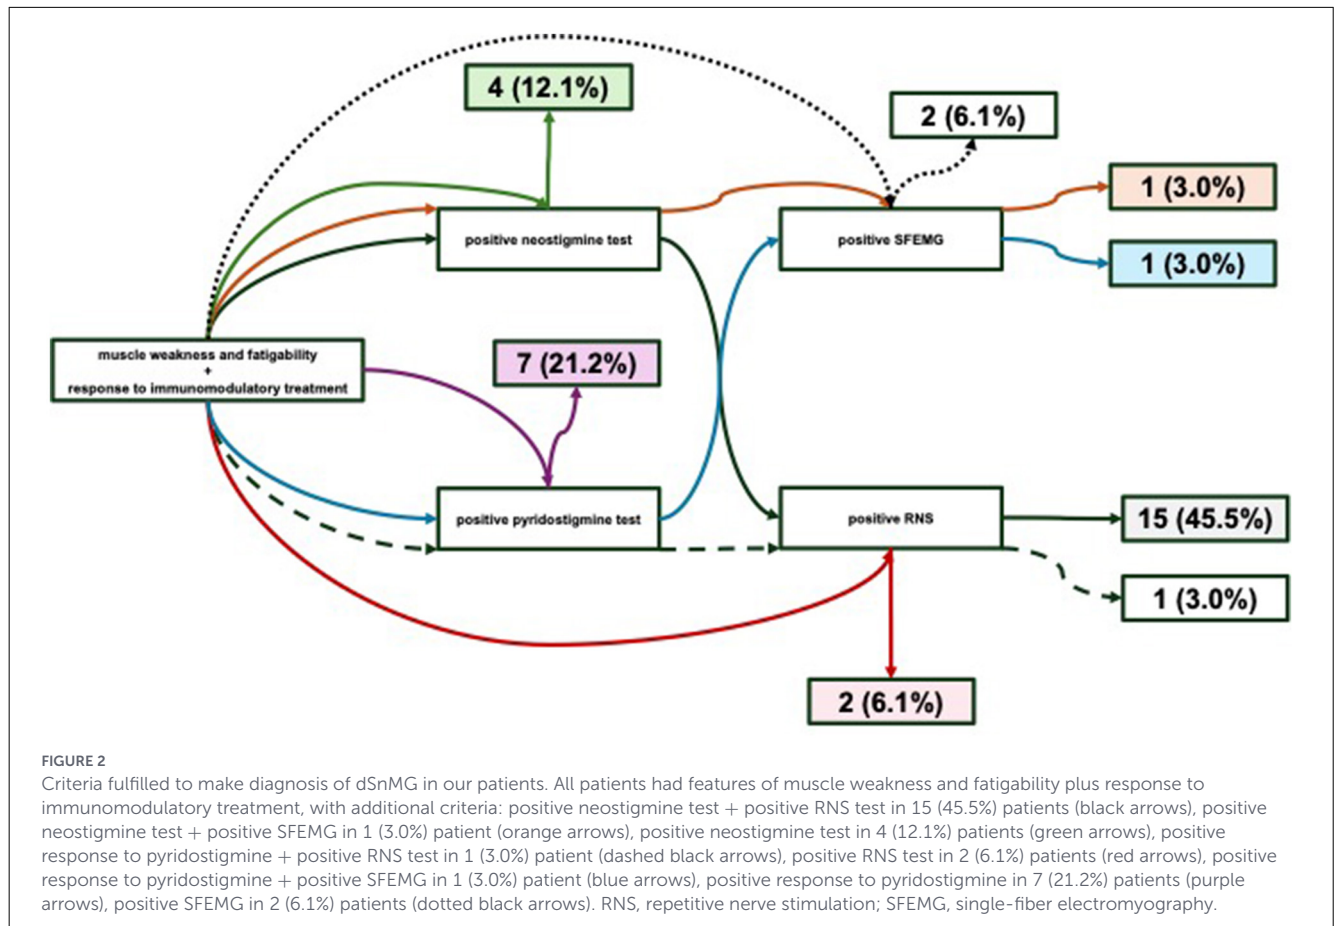 4 (12.1%)
2 (6.1%)
1 (3.0%)
positive neostigmine test
positive SFEMG
1 (3.0%)
muscle weakness and fatigability
+
response to immunomodulatory treatment
7 (21.2%)
positive pyridostigmine test
positive RNS
15 (45.5%)
1 (3.0%)
2 (6.1%)
FIGURE 2
Criteria fulfilled to make diagnosis of dSnMG in our patients. All patients had features of muscle weakness and fatigability plus response to
immunomodulatory treatment, with additional criteria: positive neostigmine test + positive RNS test in 15 (45.5%) patients (black arrows), positive
neostigmine test + positive SFEMG in 1 (3.0%) patient (orange arrows), positive neostigmine test in 4 (12.1%) patients (green arrows), positive
response to pyridostigmine + positive RNS test in 1 (3.0%) patient (dashed black arrows), positive RNS test in 2 (6.1%) patients (red arrows), positive
response to pyridostigmine + positive SFEMG in 1 (3.0%) patient (blue arrows), positive response to pyridostigmine in 7 (21.2%) patients (purple
arrows), positive SFEMG in 2 (6.1%) patients (dotted black arrows). RNS, repetitive nerve stimulation; SFEMG, single-fiber electromyography.